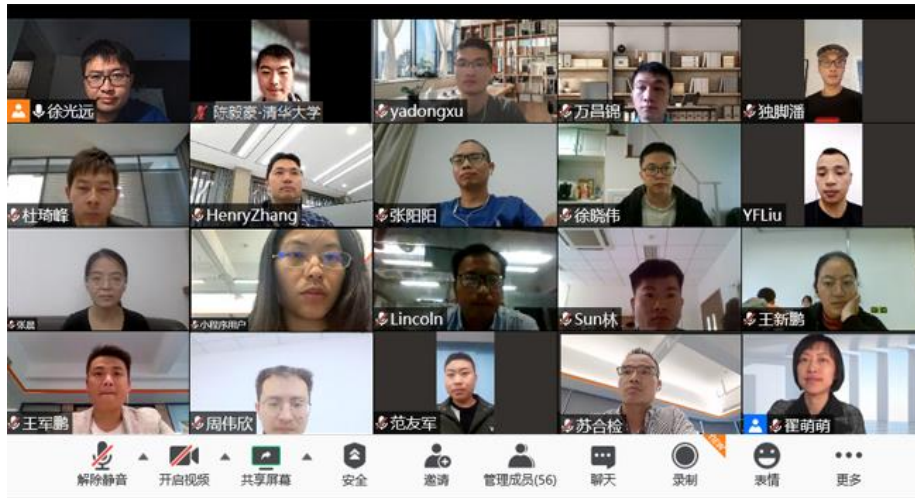 徐光远
陈毅豪·清华大学
yadongxu
万昌锦
独脚潘
杜琦峰
HenryZhang
张阳阳
徐晓伟
YFLiu
张晨
小程序用户
Lincoln
Sun林
王新鹏
王军鹏
周伟欣
范友军
苏合检
翟萌萌
解除静音
开启视频
共享屏幕
安全
邀请
管理成员(56)
聊天
录制
表情
更多